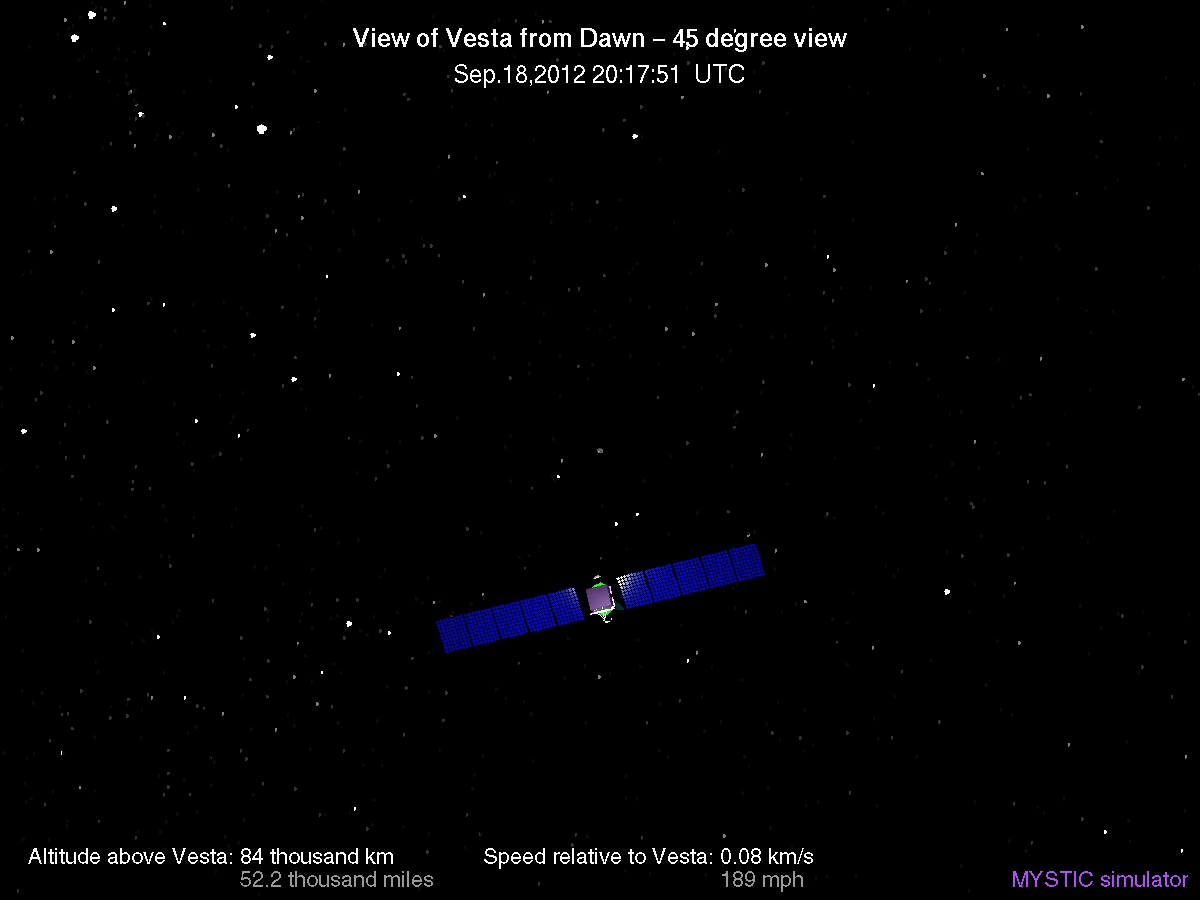 View of Vesta from Dawn – 45 degree view
Sep.18,2012 20:17:51 UTC
Altitude above Vesta: 84 thousand km
52.2 thousand miles
Speed relative to Vesta: 0.08 km/s
189 mph
MYSTIC simulator